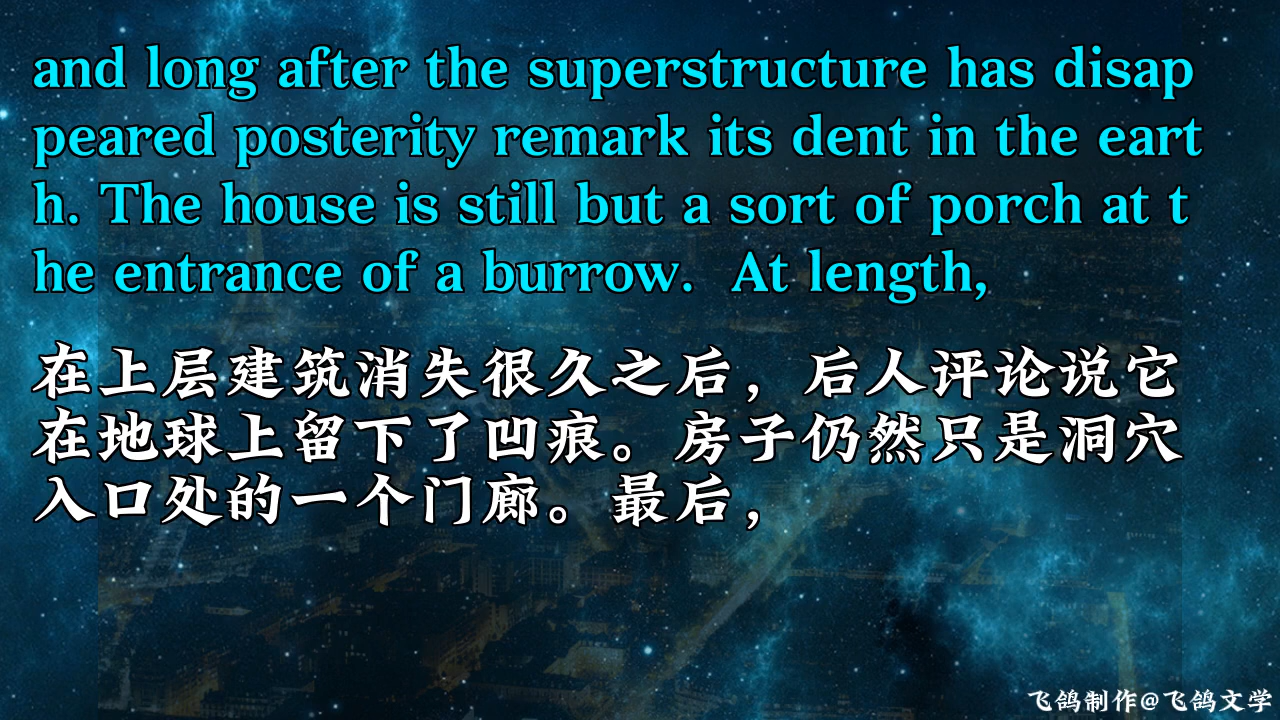 and long after the superstructure has disap
peared posterity remark its dent in the eart
h. The house is still but a sort of porch at t
he entrance of a burrow.  At length,
在上层建筑消失很久之后，后人评论说它
在地球上留下了凹痕。房子仍然只是洞穴
入口处的一个门廊。最后，
飞鸽制作@飞鸽文学